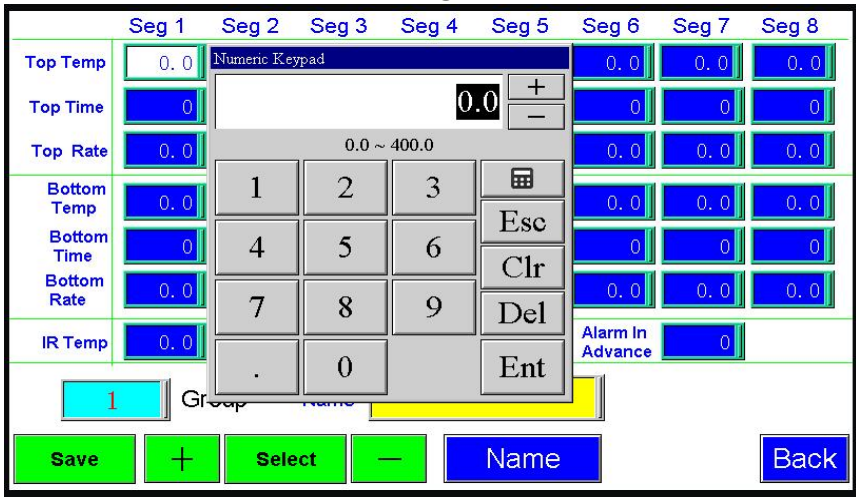 Seg 1 Seg 2 Seg 3 Seg 4 Seg 5 Seg 6 Seg 7 Seg 8
Numeric Keypad
Top Temp 0.0 0.0 0.0 0.0
0.0 +
−
Top Time 0 0 0 0
0.0 ~ 400.0
Top Rate 0.0 0.0 0.0 0.0
1 2 3
Bottom Temp 0.0 0.0 0.0 0.0
Esc
Bottom Time 0 0 0 0
4 5 6 Clr
Bottom Rate 0.0 0.0 0.0 0.0
7 8 9 Del
IR Temp 0.0 Alarm In Advance 0
. 0 Ent
1
Save + Select − Name Back